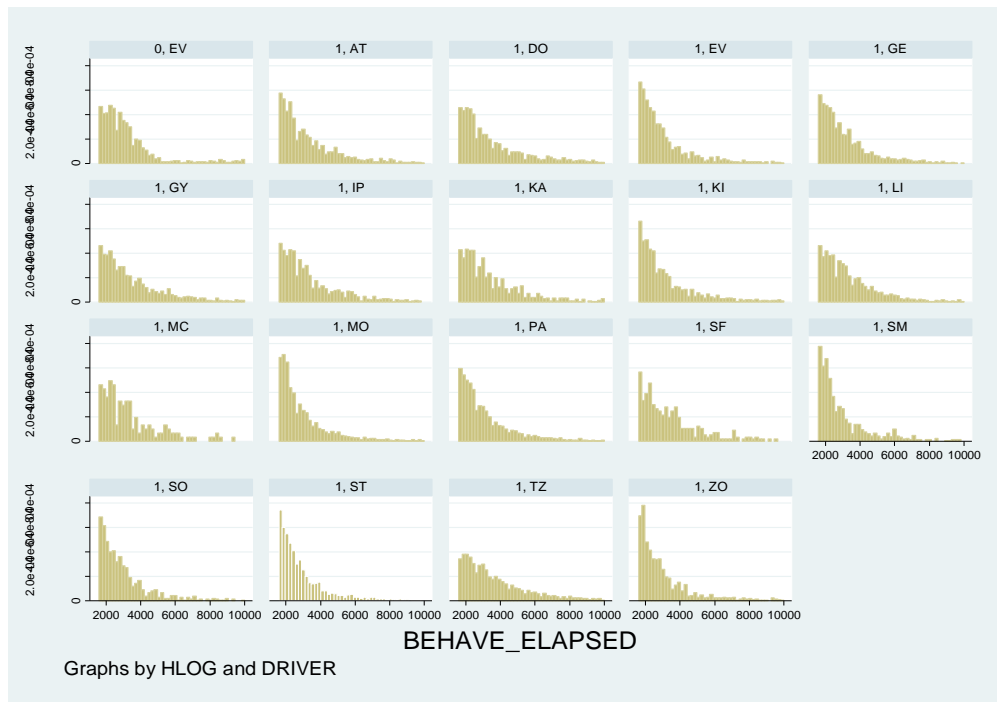 0, EV
1, AT
1, DO
1, EV
1, GE
0
1, GY
1, IP
1, KA
1, KI
1, LI
0
1, MC
1, MO
1, PA
1, SF
1, SM
0
2000 4000 6000 8000 10000
1, SO
1, ST
1, TZ
1, ZO
0
2000 4000 6000 8000 10000
2000 4000 6000 8000 10000
2000 4000 6000 8000 10000
2000 4000 6000 8000 10000
BEHAVE_ELAPSED
Graphs by HLOG and DRIVER